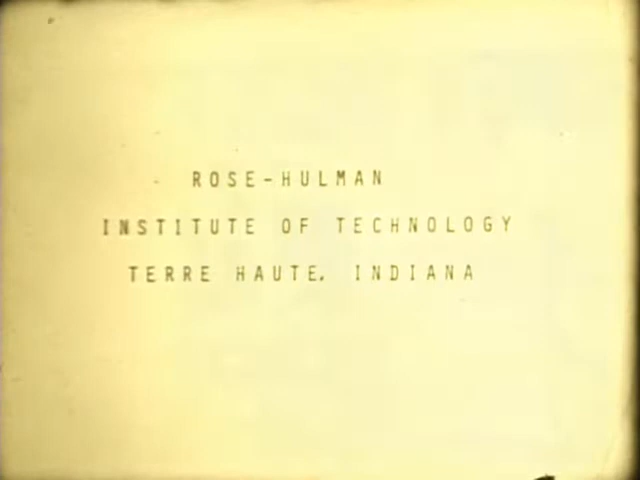 ROSE-HULMAN
INSTITUTE OF TECHNOLOGY
TERRE HAUTE, INDIANA